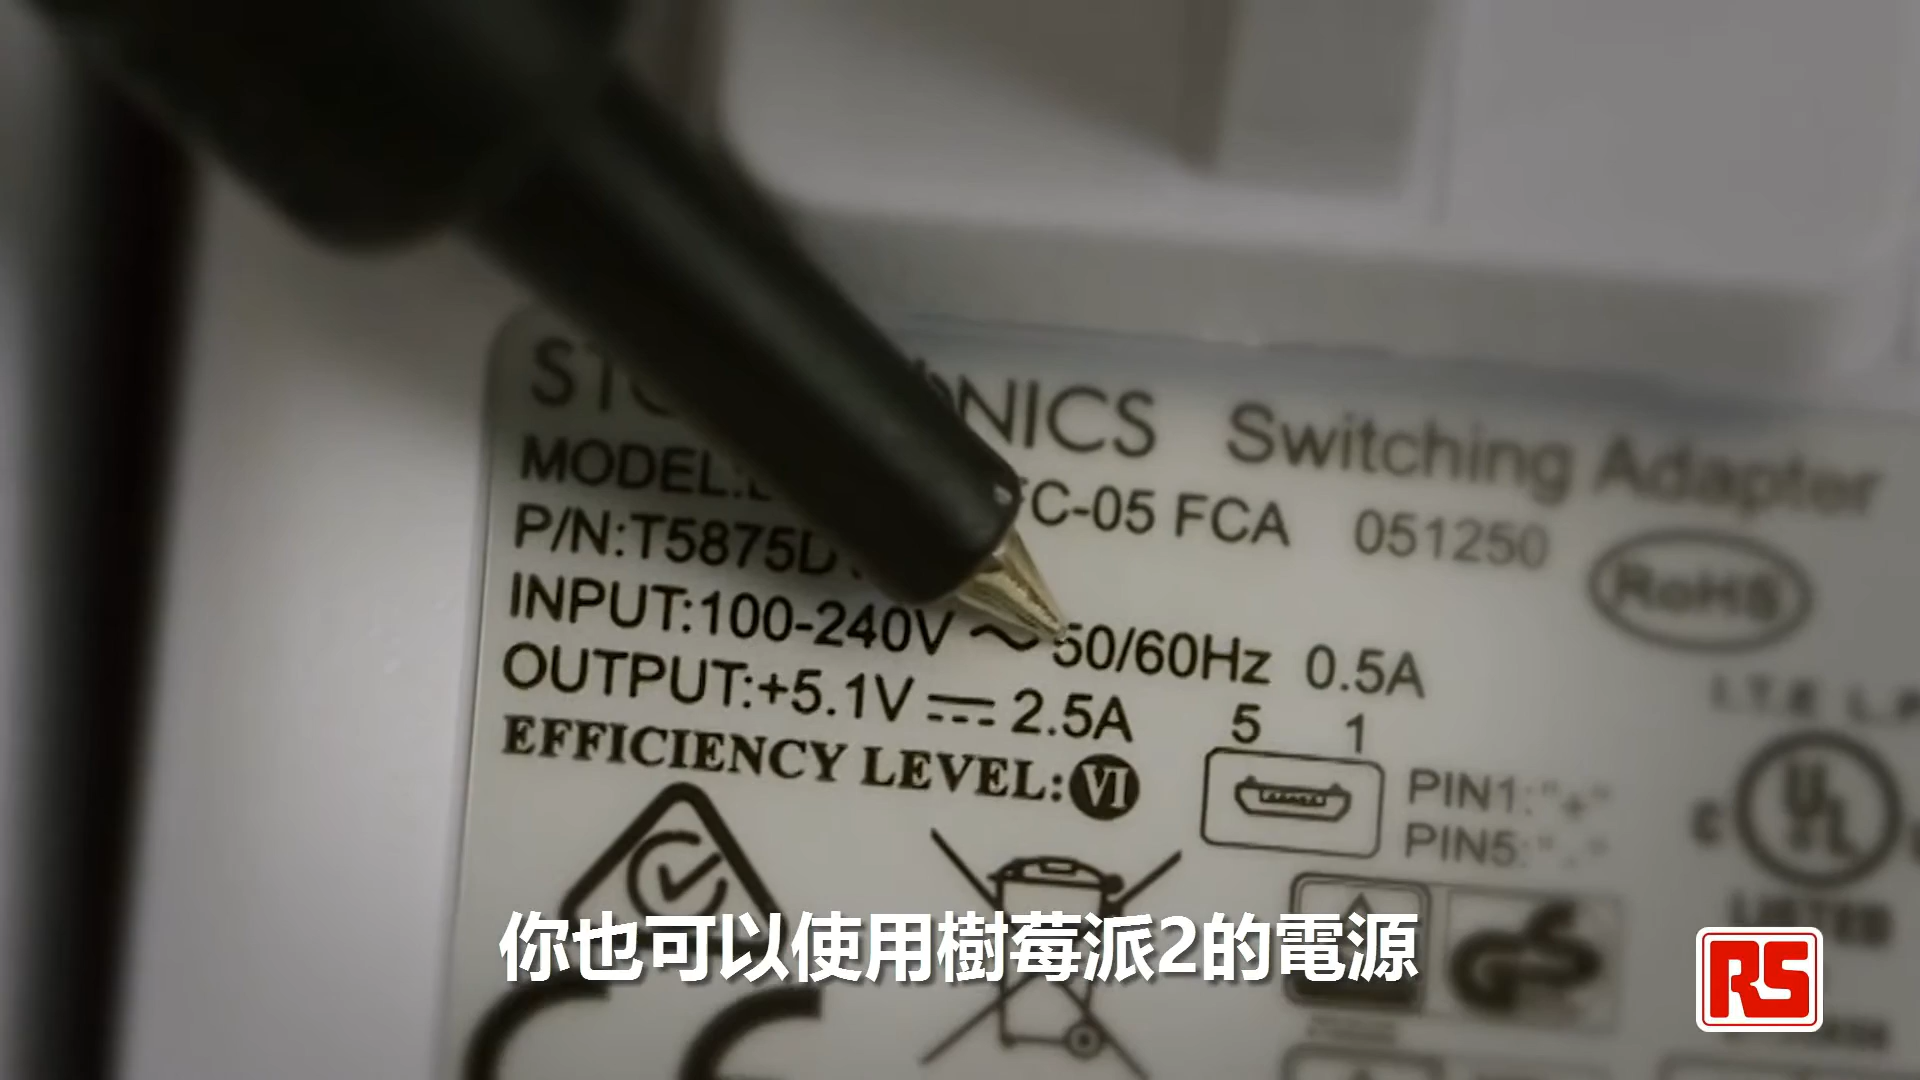 NICS Switching Adapter
MODEL: C-05 FCA 051250
P/N:T5875D
INPUT:100-240V ～ 50/60Hz 0.5A
OUTPUT:+5.1V ⎓ 2.5A
5 1
EFFICIENCY LEVEL:VI
PIN1:"+"
PIN5:"-"
RoHS
I.T.E L.P
c UL
LISTED
你也可以使用樹莓派2的電源
RS